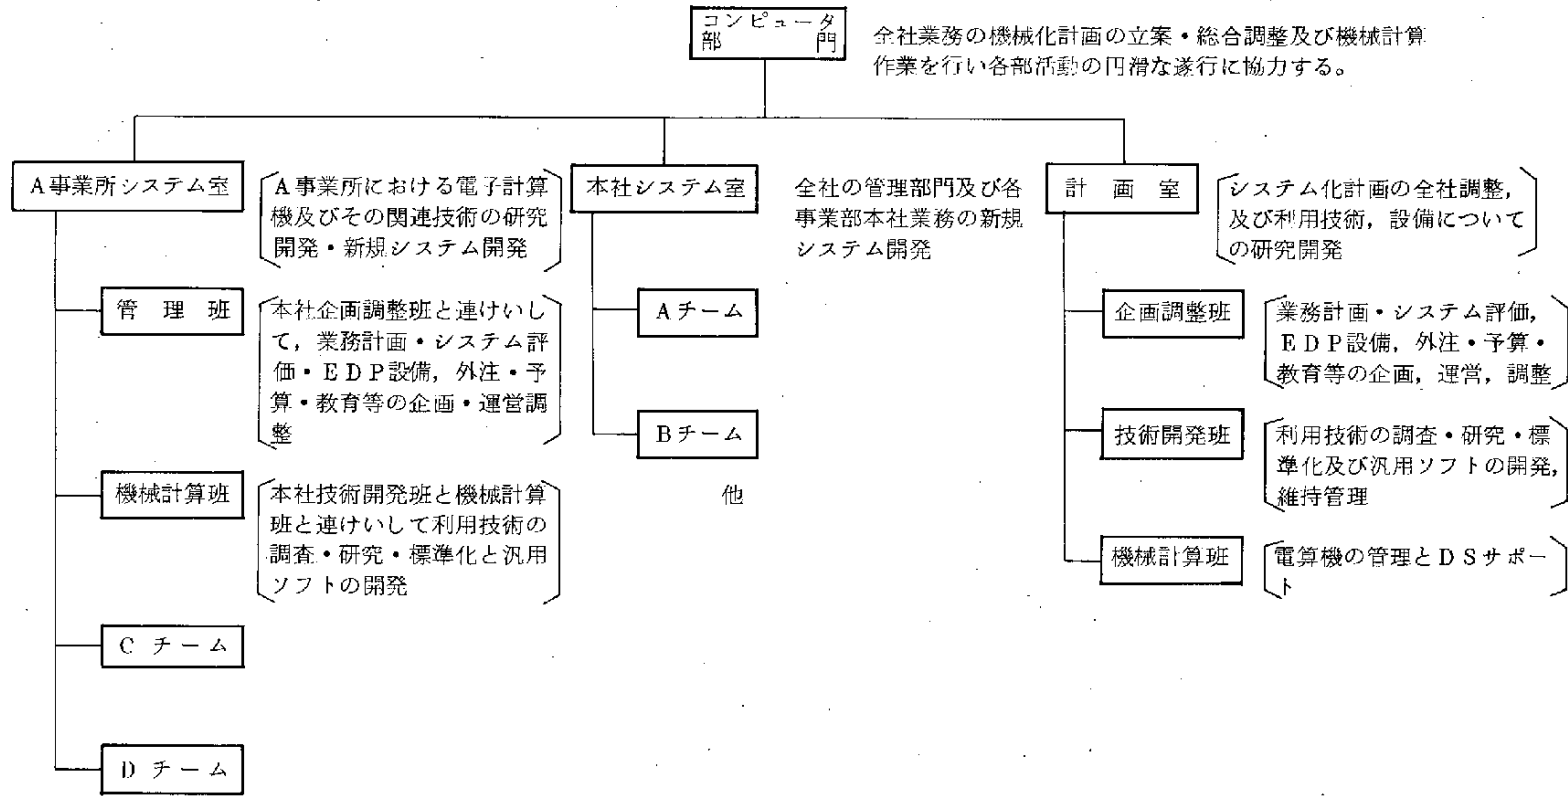 コンピュータ
部門
全社業務の機械化計画の立案・総合調整及び機械計算
作業を行い各部活動の円滑な遂行に協力する。
A事業所システム室
A事業所における電子計算
機及びその関連技術の研究
開発・新規システム開発
管理班
本社企画調整班と連けいし
て,業務計画・システム評
価・EDP設備,外注・予
算・教育等の企画・運営調
整
機械計算班
本社技術開発班と機械計算
班と連けいして利用技術の
調査・研究・標準化と汎用
ソフトの開発
Cチーム
Dチーム
本社システム室
全社の管理部門及び各
事業部本社業務の新規
システム開発
Aチーム
Bチーム
他
計画室
システム化計画の全社調整,
及び利用技術,設備について
の研究開発
企画調整班
業務計画・システム評価,
EDP設備,外注・予算・
教育等の企画,運営,調整
技術開発班
利用技術の調査・研究・標
準化及び汎用ソフトの開発,
維持管理
機械計算班
電算機の管理とDSサポー
ト